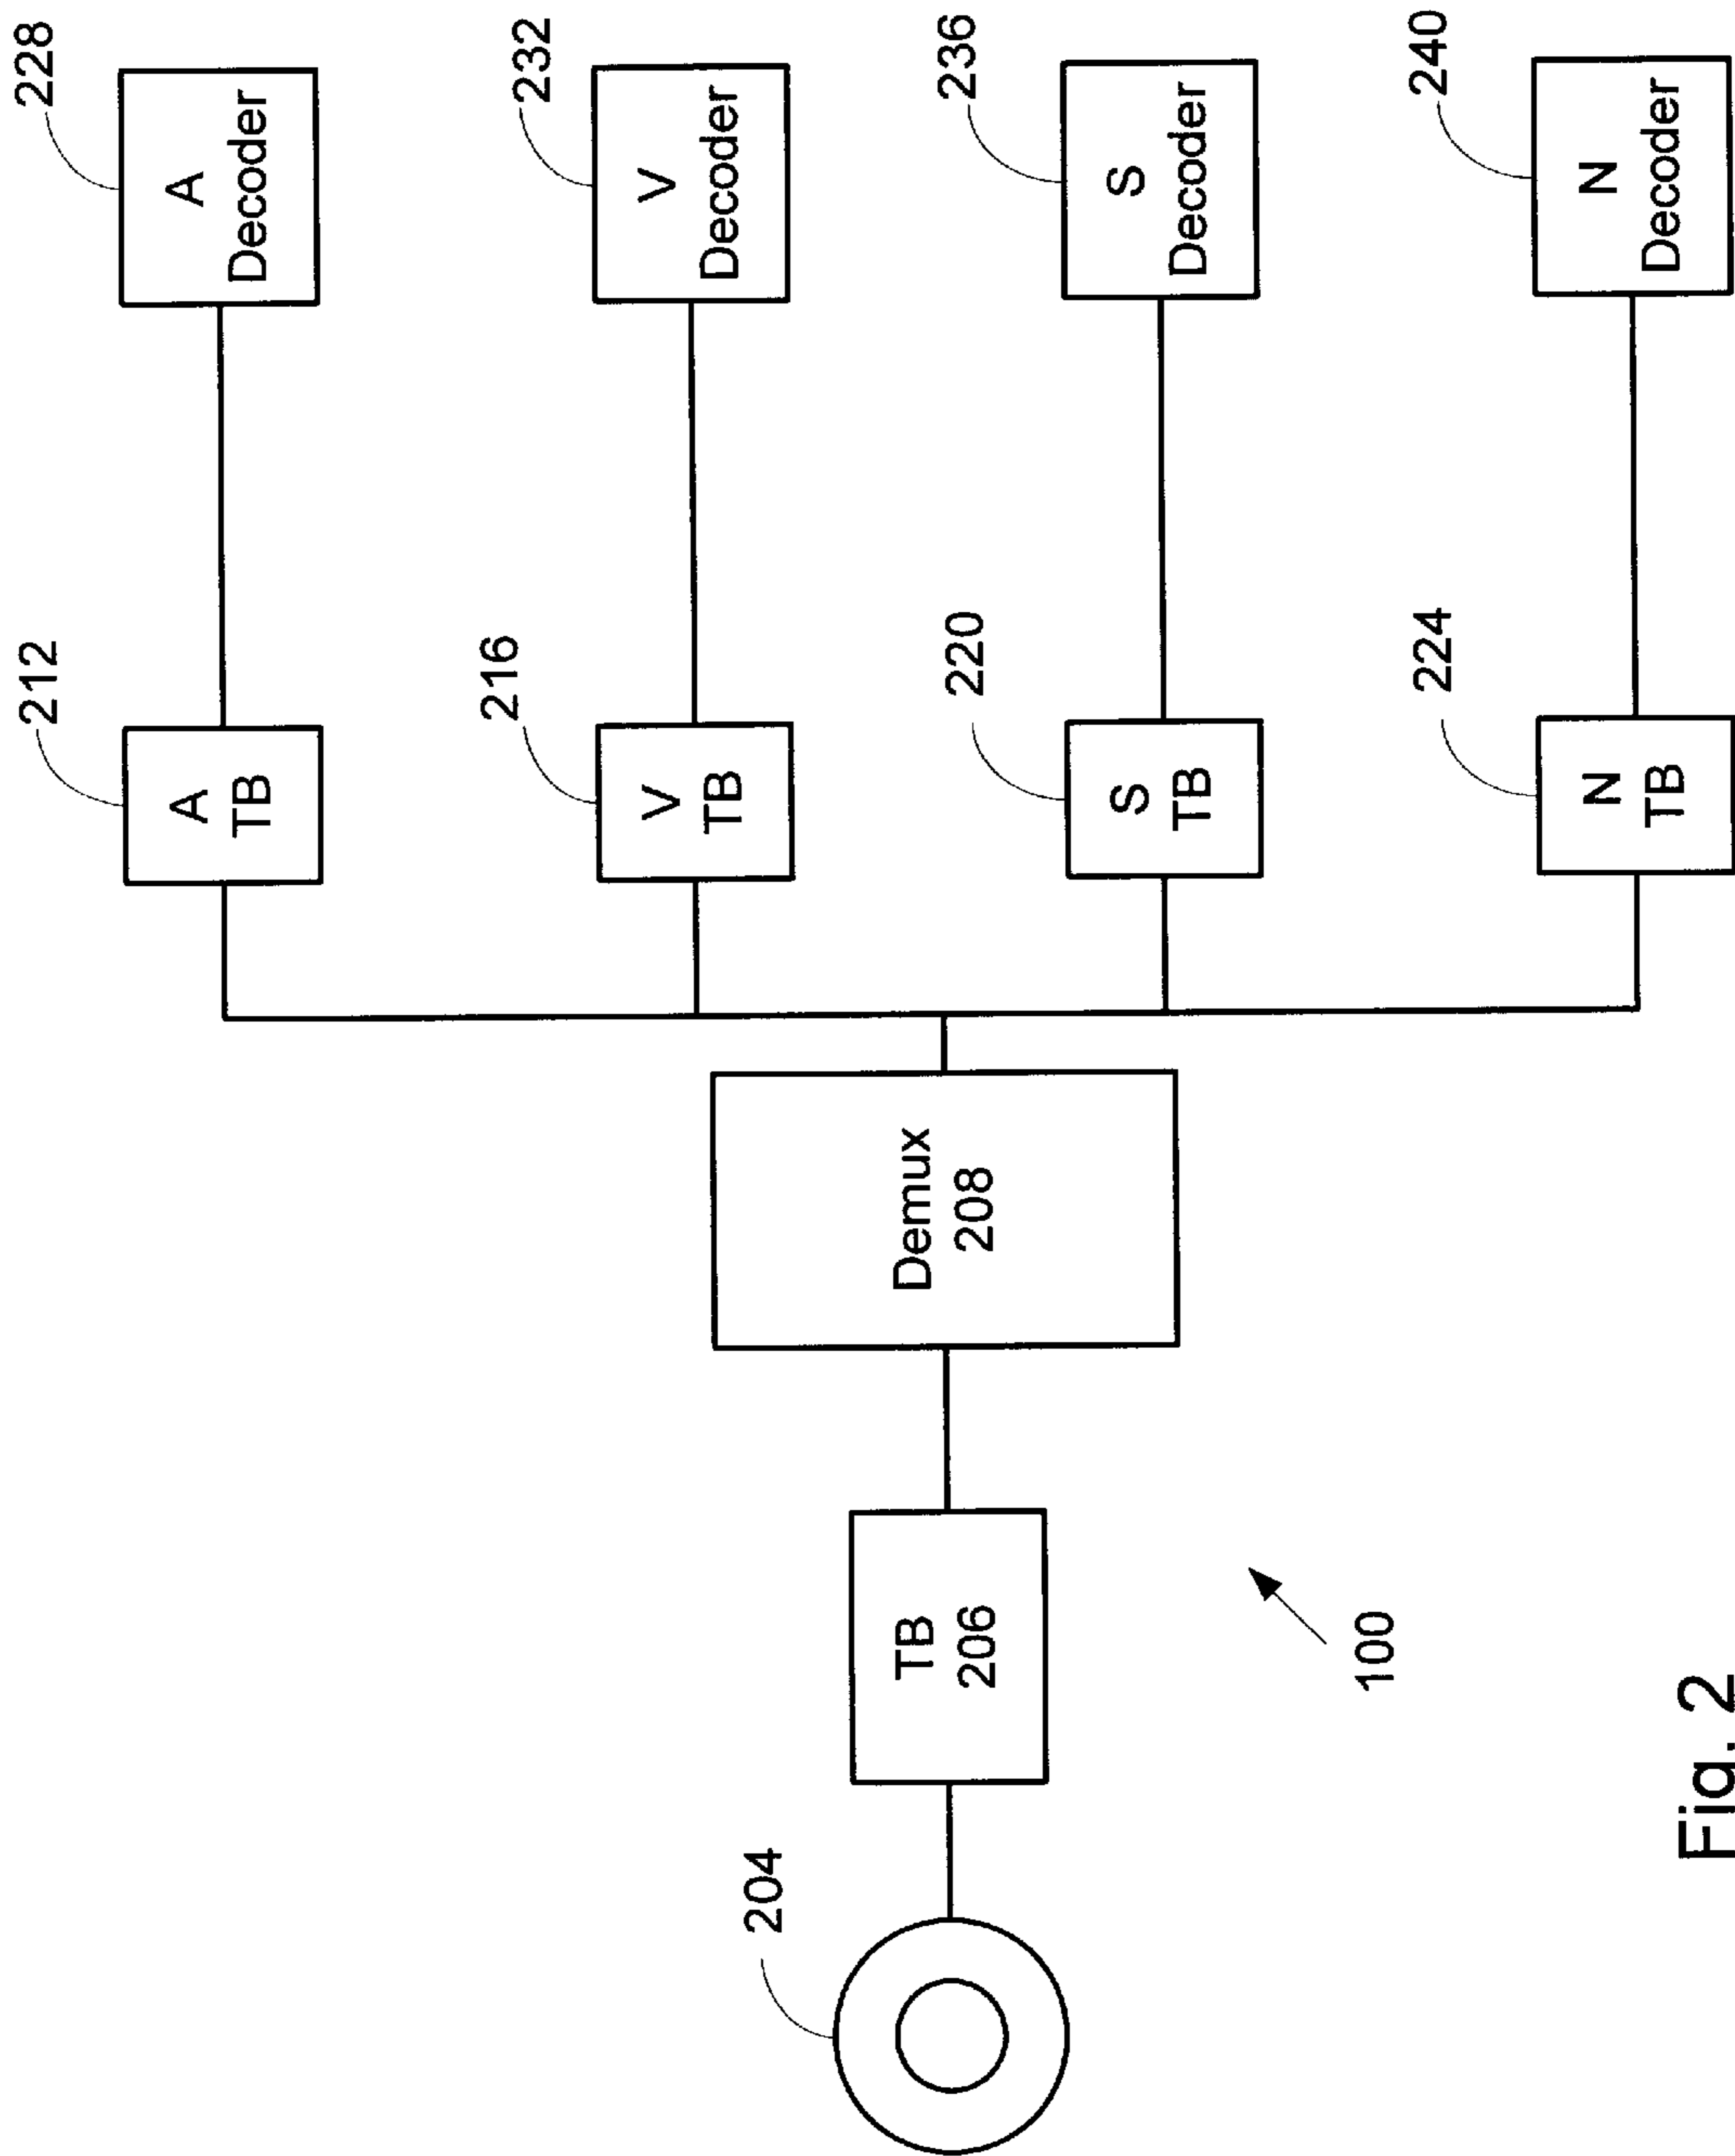 228
A
Decoder
232
V
Decoder
236
S
Decoder
240
N
Decoder
212
A
TB
216
V
TB
220
S
TB
224
N
TB
Demux
208
TB
206
204
100
Fig. 2